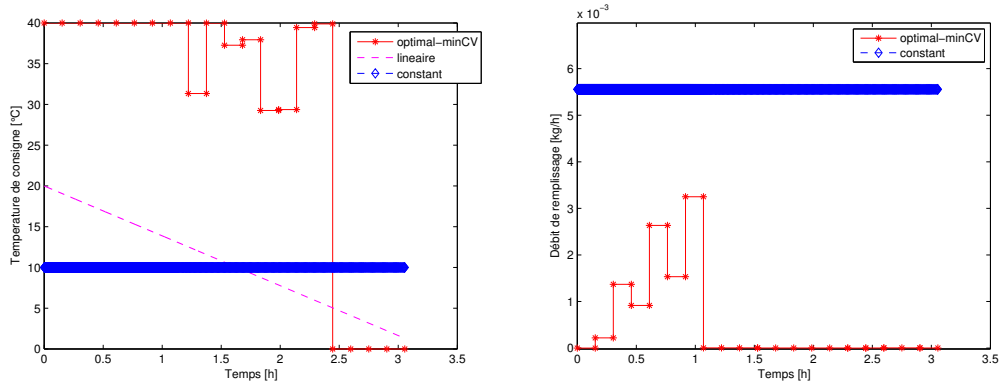 40
35
30
25
20
15
10
5
0
Temperature de consigne [°C]
0 0.5 1 1.5 2 2.5 3 3.5
Temps [h]
optimal−minCV
lineaire
constant
x 10⁻³
6
5
4
3
2
1
0
Débit de remplissage [kg/h]
0 0.5 1 1.5 2 2.5 3 3.5
Temps [h]
optimal−minCV
constant